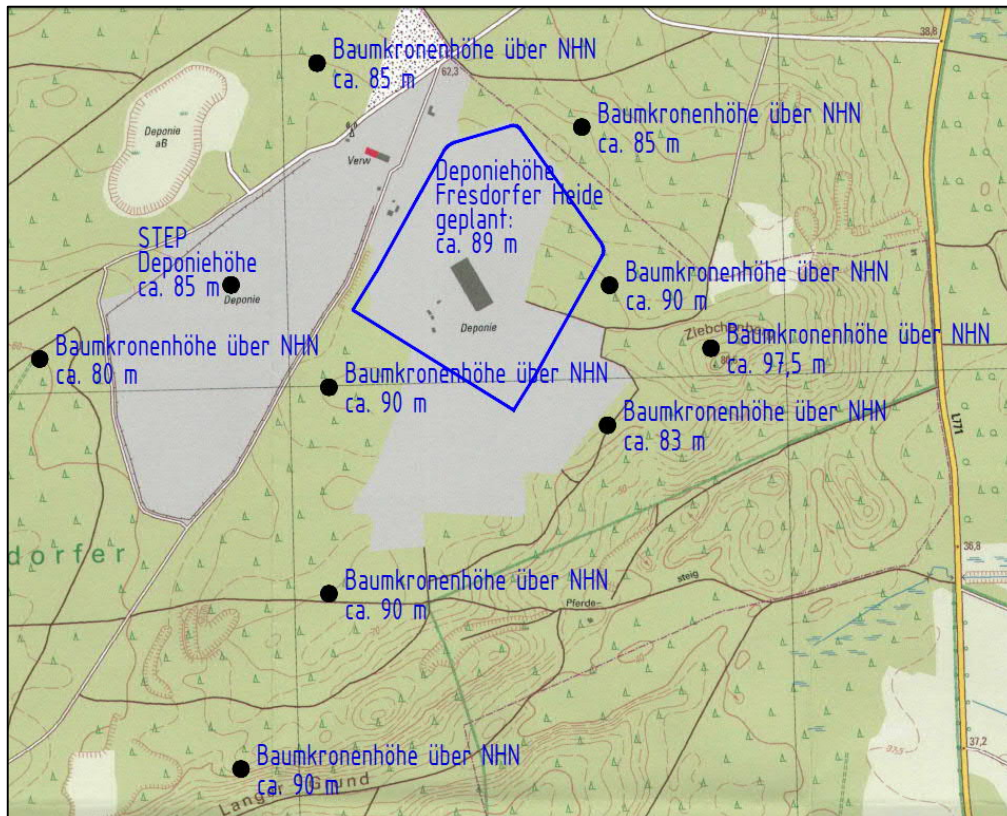 38,8
Baumkronenhöhe über NHN
ca. 85 m
62,3
Baumkronenhöhe über NHN
ca. 85 m
Deponie
aB
Verw
Deponiehöhe
Fresdorfer Heide
geplant:
ca. 89 m
STEP
Deponiehöhe
ca. 85 m
Deponie
Baumkronenhöhe über NHN
ca. 90 m
Deponie
Baumkronenhöhe über NHN
ca. 97,5 m
Baumkronenhöhe über NHN
ca. 80 m
Baumkronenhöhe über NHN
ca. 90 m
Baumkronenhöhe über NHN
ca. 83 m
L771
dorfer
36,8
Baumkronenhöhe über NHN
ca. 90 m
Pferde-
steig
37,2
Baumkronenhöhe über NHN
ca. 90 m
Langer Grund